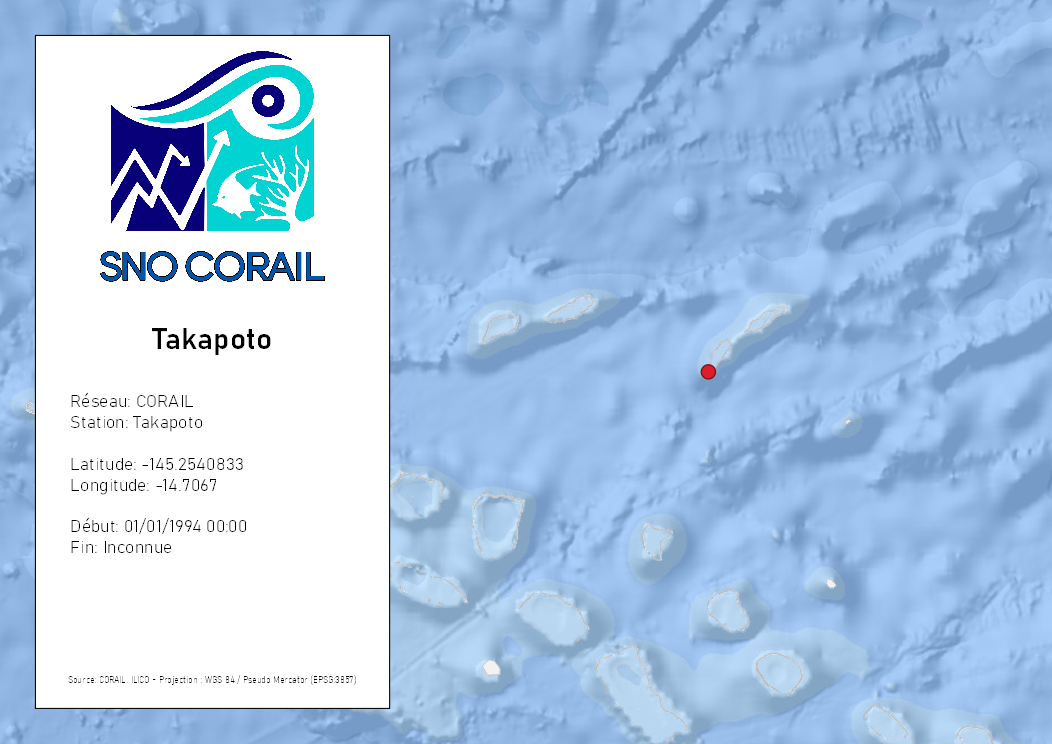 SNO CORAIL
Takapoto
Réseau: CORAIL
Station: Takapoto
Latitude: -145.2540833
Longitude: -14.7067
Début: 01/01/1994 00:00
Fin: Inconnue
Source: CORAIL, ILICO - Projection : WGS 84 / Pseudo Mercator (EPSG:3857)